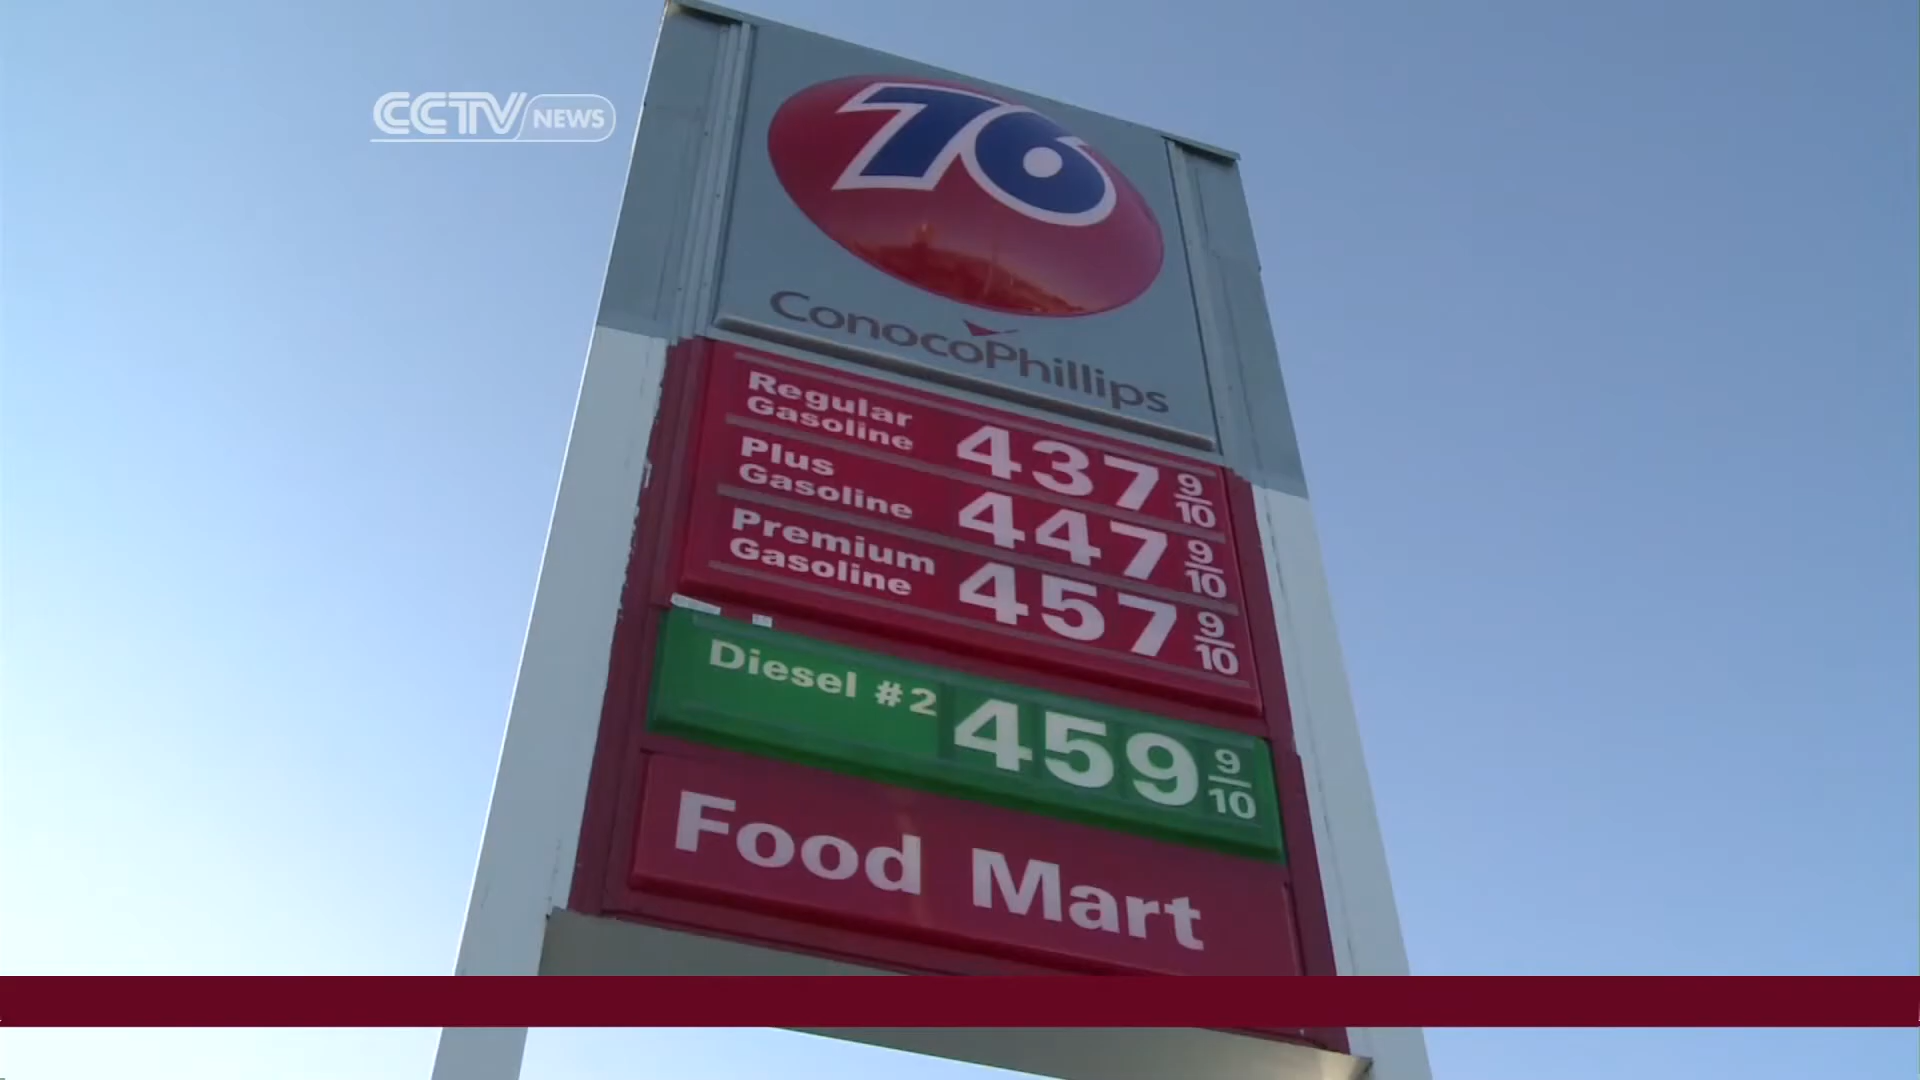 CCTV NEWS
76
ConocoPhillips
Regular
Gasoline 437 9/10
Plus
Gasoline 447 9/10
Premium
Gasoline 457 9/10
Diesel #2 459 9/10
Food Mart